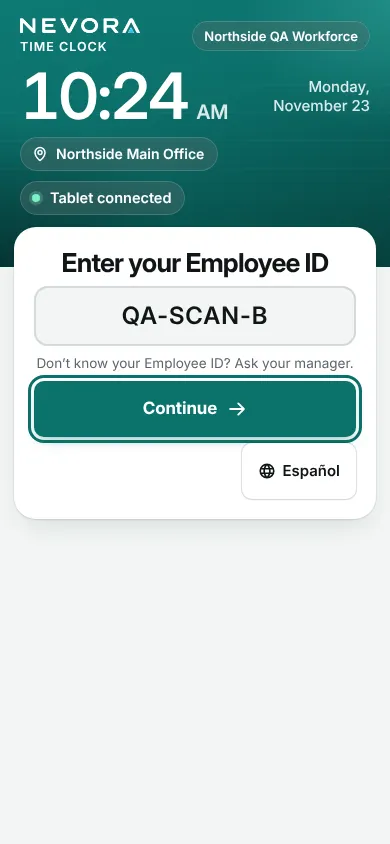 NEVORA
TIME CLOCK
Northside QA Workforce
10:24 AM
Monday,
November 23
Northside Main Office
Tablet connected
Enter your Employee ID
QA-SCAN-B
Don’t know your Employee ID? Ask your manager.
Continue
Español